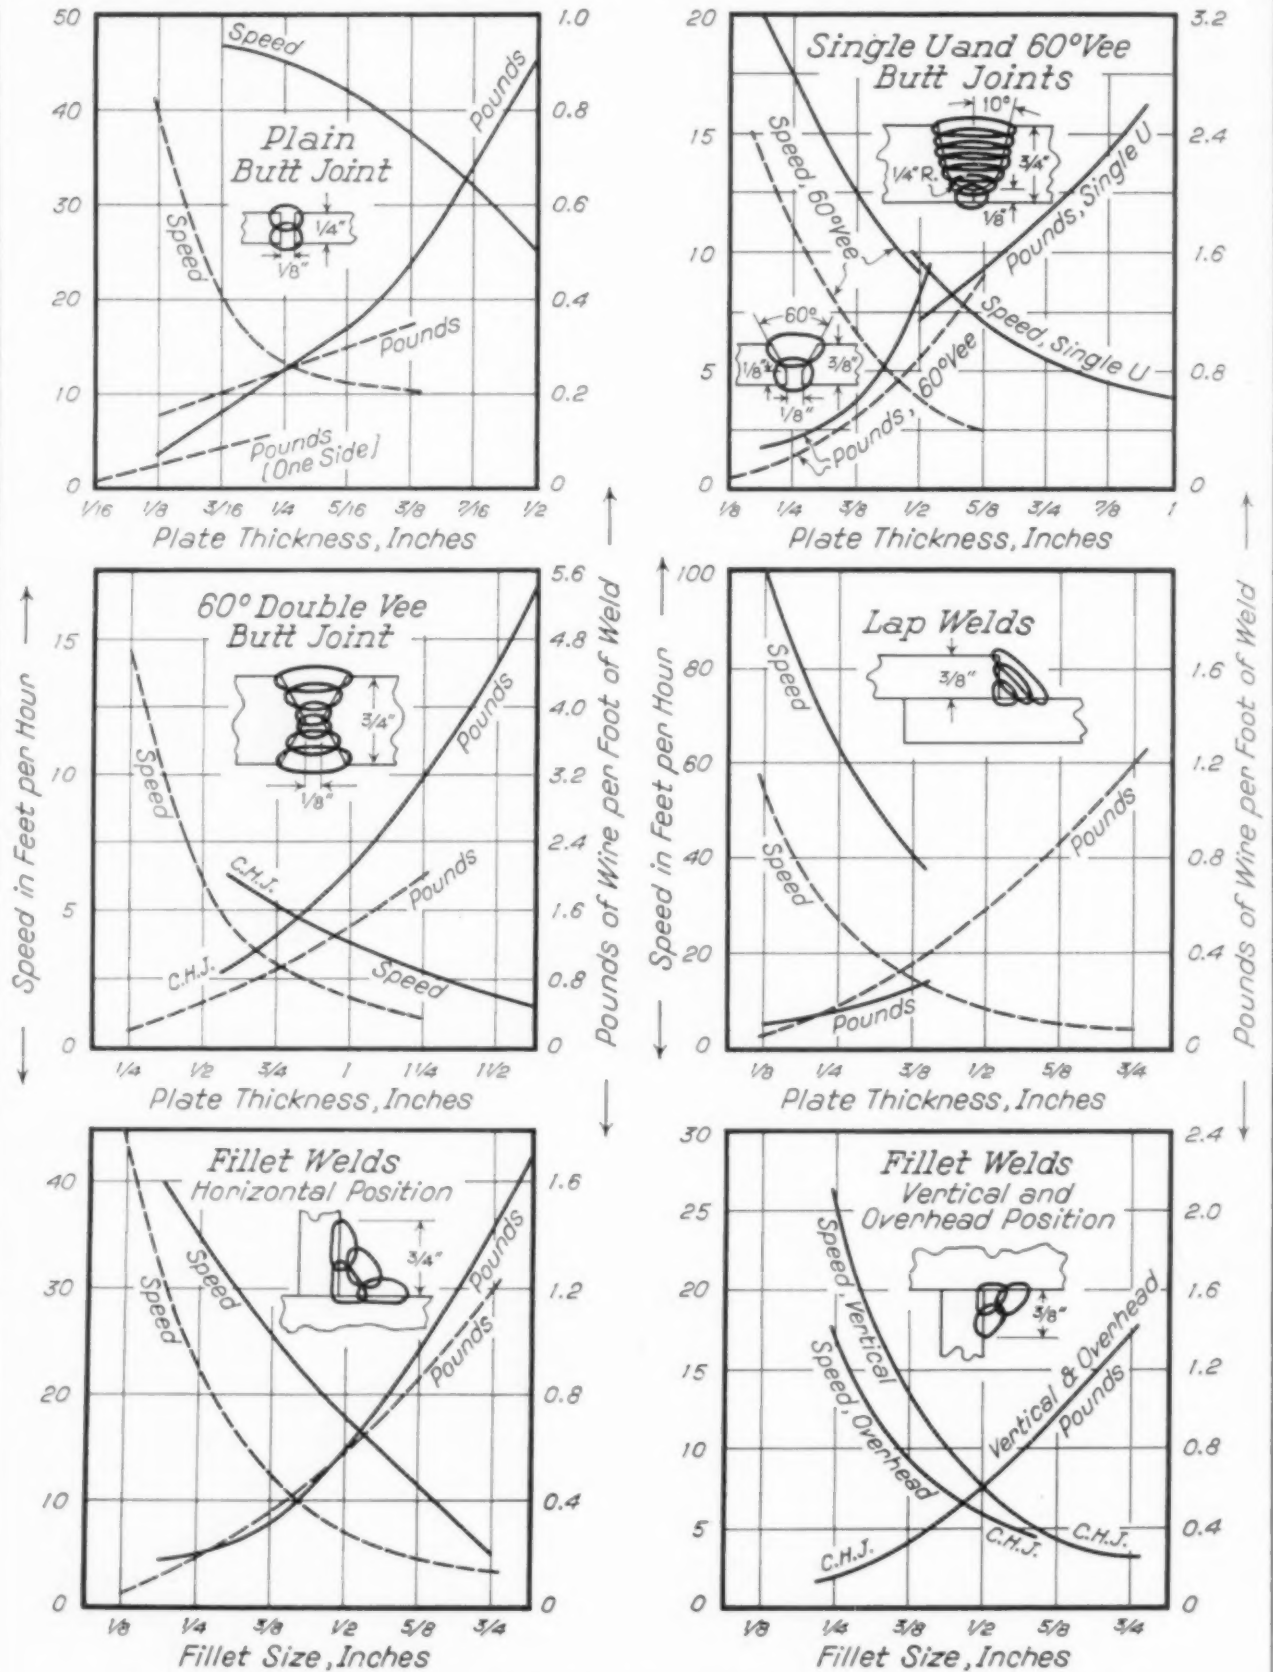 50
40
30
20
10
0
1.0
0.8
0.6
0.4
0.2
0
Speed
Pounds
Plain
Butt Joint
1/4"
1/8"
Speed
Pounds
Pounds
(One Side)
1/16 1/8 3/16 1/4 5/16 3/8 7/16 1/2
Plate Thickness, Inches
20
15
10
5
0
3.2
2.4
1.6
0.8
0
Single U and 60° Vee
Butt Joints
10°
3/4"
1/4" R.
1/8"
Speed, 60° Vee
Pounds, Single U
60°
1/8"
3/8"
1/8"
Speed, Single U
Pounds, 60° Vee
1/8 1/4 3/8 1/2 5/8 3/4 7/8 1
Plate Thickness, Inches
Speed in Feet per Hour
15
10
5
0
5.6
4.8
4.0
3.2
2.4
1.6
0.8
0
60° Double Vee
Butt Joint
3/4"
1/8"
Speed
Pounds
C.H.J.
Pounds
C.H.J.
Speed
1/4 1/2 3/4 1 1 1/4 1 1/2
Plate Thickness, Inches
Pounds of Wire per Foot of Weld
Speed in Feet per Hour
100
80
60
40
20
0
1.6
1.2
0.8
0.4
0
Lap Welds
3/8"
Speed
Speed
Pounds
Pounds
1/8 1/4 3/8 1/2 5/8 3/4
Plate Thickness, Inches
Pounds of Wire per Foot of Weld
40
30
20
10
0
1.6
1.2
0.8
0.4
0
Fillet Welds
Horizontal Position
3/4"
Speed
Speed
Pounds
Pounds
1/8 1/4 3/8 1/2 5/8 3/4
Fillet Size, Inches
30
25
20
15
10
5
0
2.4
2.0
1.6
1.2
0.8
0.4
0
Fillet Welds
Vertical and
Overhead Position
3/8"
Speed, Vertical
Speed, Overhead
Vertical & Overhead
Pounds
C.H.J.
C.H.J.
C.H.J.
1/8 1/4 3/8 1/2 5/8 3/4
Fillet Size, Inches